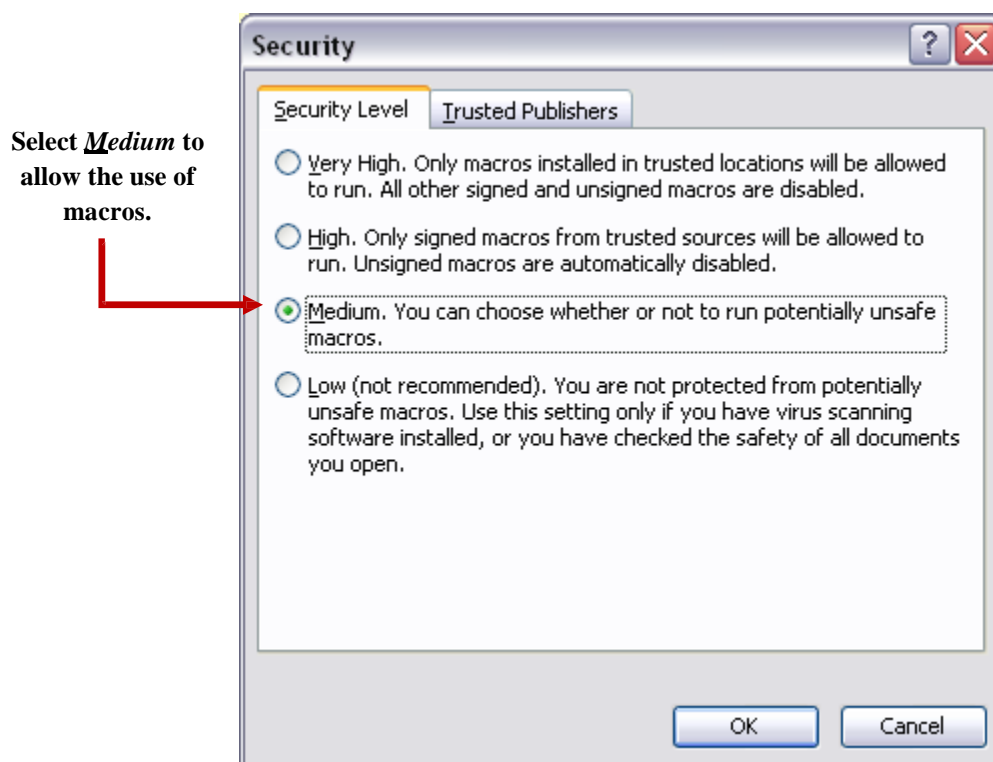 Security
?
X
Security Level
Trusted Publishers
Select Medium to
allow the use of
macros.
Very High. Only macros installed in trusted locations will be allowed
to run. All other signed and unsigned macros are disabled.
High. Only signed macros from trusted sources will be allowed to
run. Unsigned macros are automatically disabled.
Medium. You can choose whether or not to run potentially unsafe
macros.
Low (not recommended). You are not protected from potentially
unsafe macros. Use this setting only if you have virus scanning
software installed, or you have checked the safety of all documents
you open.
OK
Cancel